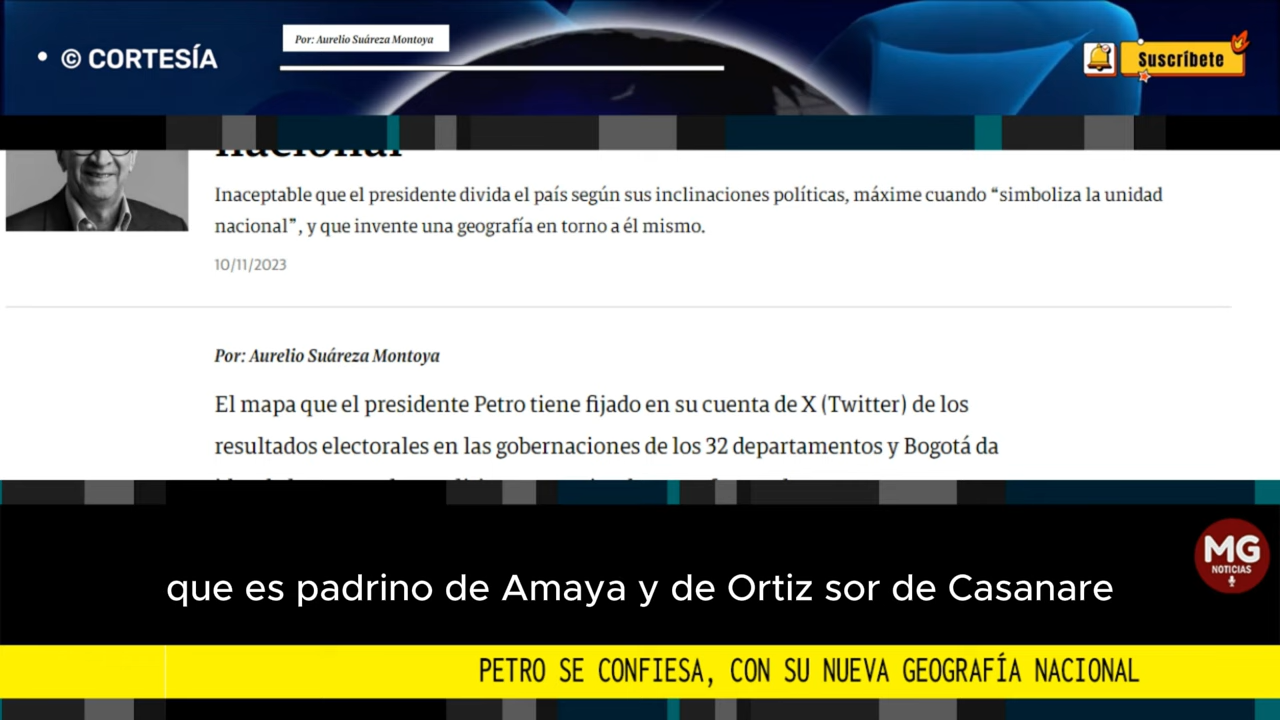 • © CORTESÍA
Por: Aurelio Suáreza Montoya
Suscríbete
nacional
Inaceptable que el presidente divida el país según sus inclinaciones políticas, máxime cuando “simboliza la unidad
nacional”, y que invente una geografía en torno a él mismo.
10/11/2023
Por: Aurelio Suáreza Montoya
El mapa que el presidente Petro tiene fijado en su cuenta de X (Twitter) de los
resultados electorales en las gobernaciones de los 32 departamentos y Bogotá da
MG
NOTICIAS
que es padrino de Amaya y de Ortiz sor de Casanare
PETRO SE CONFIESA, CON SU NUEVA GEOGRAFÍA NACIONAL